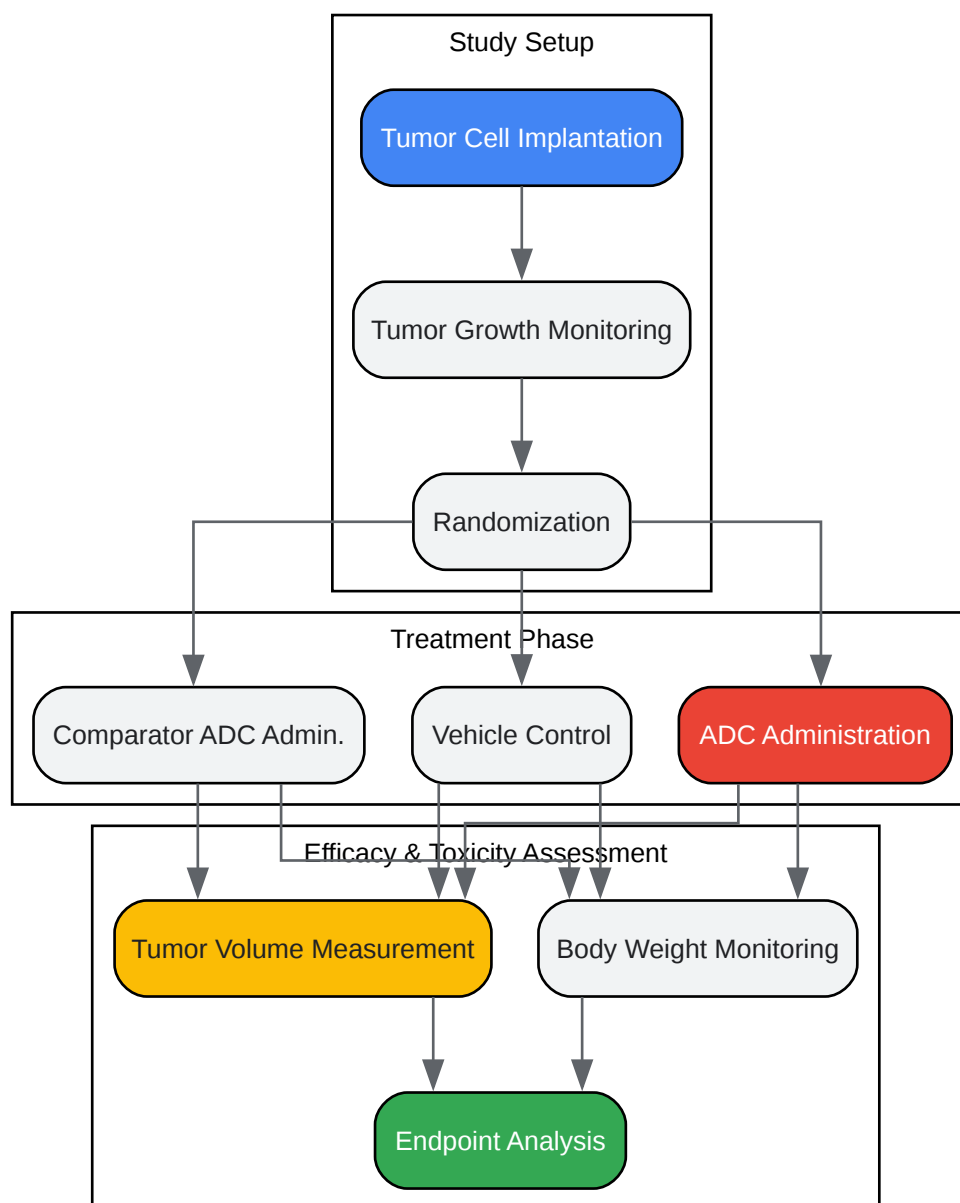 Study Setup
Tumor Cell Implantation
Tumor Growth Monitoring
Randomization
Treatment Phase
Comparator ADC Admin.
Vehicle Control
ADC Administration
Efficacy & Toxicity Assessment
Tumor Volume Measurement
Body Weight Monitoring
Endpoint Analysis